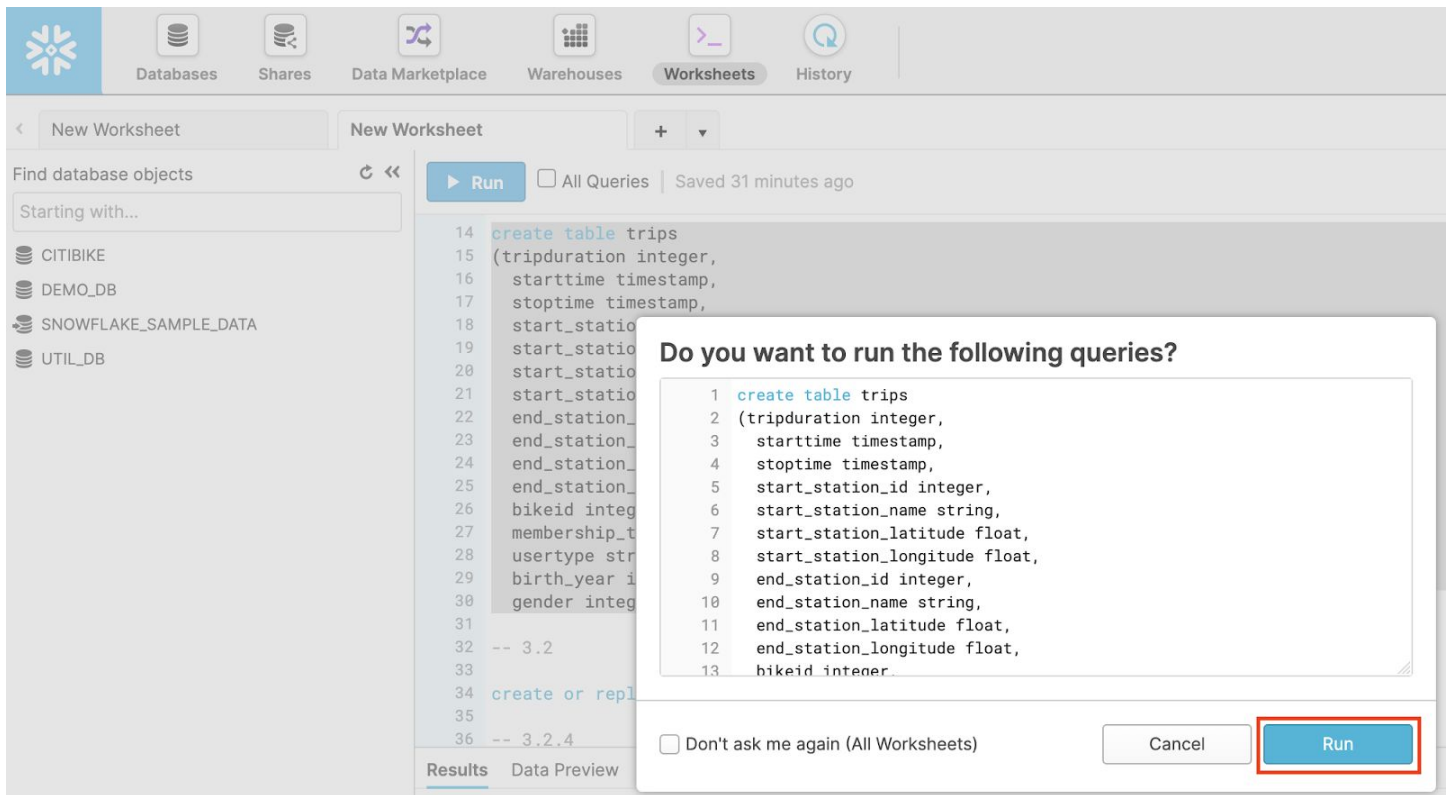 Databases
Shares
Data Marketplace
Warehouses
Worksheets
History
New Worksheet
New Worksheet
+
Find database objects
Run
All Queries
Saved 31 minutes ago
Starting with...
CITIBIKE
DEMO_DB
SNOWFLAKE_SAMPLE_DATA
UTIL_DB
14 create table trips
15 (tripduration integer,
16 starttime timestamp,
17 stoptime timestamp,
18 start_statio
19 start_statio
20 start_statio
21 start_statio
22 end_station_
23 end_station_
24 end_station_
25 end_station_
26 bikeid integ
27 membership_t
28 usertype str
29 birth_year i
30 gender integ
31
32 -- 3.2
33
34 create or repl
35
36 -- 3.2.4
Results Data Preview
Do you want to run the following queries?
1 create table trips
2 (tripduration integer,
3 starttime timestamp,
4 stoptime timestamp,
5 start_station_id integer,
6 start_station_name string,
7 start_station_latitude float,
8 start_station_longitude float,
9 end_station_id integer,
10 end_station_name string,
11 end_station_latitude float,
12 end_station_longitude float,
13 bikeid integer,
Don't ask me again (All Worksheets)
Cancel
Run